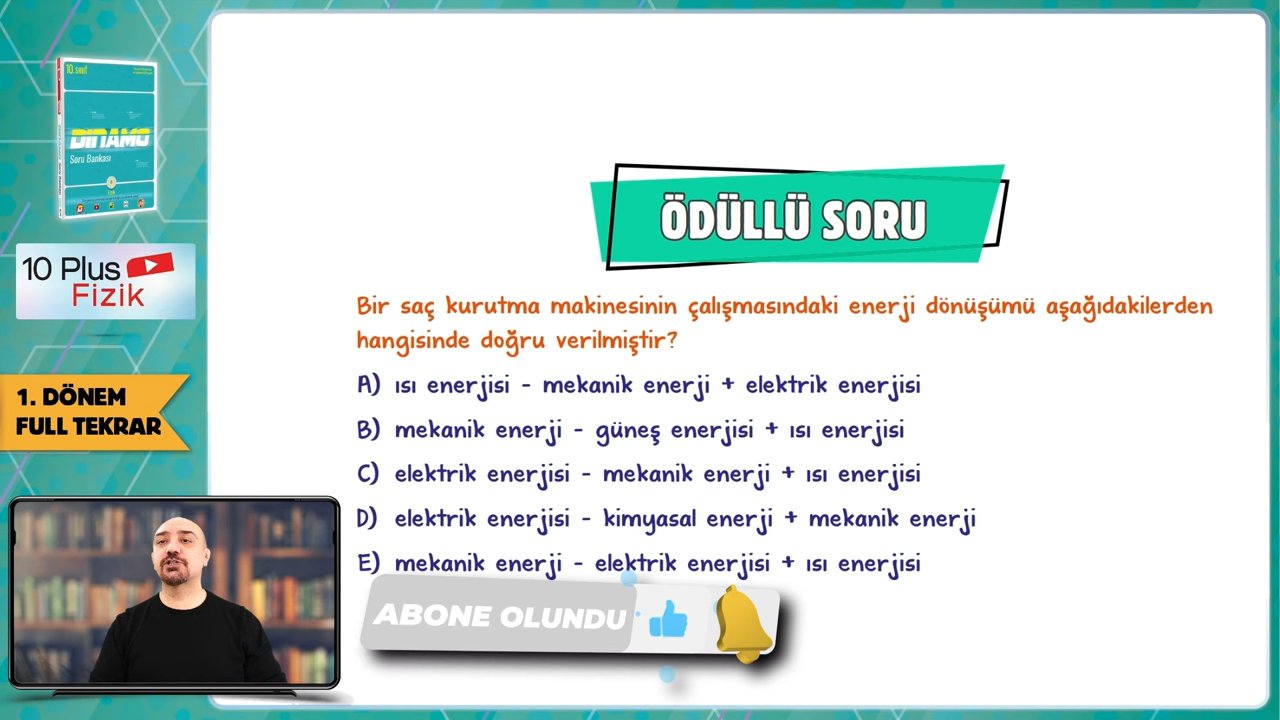 10. sınıf
DİNAMO
Soru Bankası
10 Plus
Fizik
1. DÖNEM
FULL TEKRAR
ÖDÜLLÜ SORU
Bir saç kurutma makinesinin çalışmasındaki enerji dönüşümü aşağıdakilerden
hangisinde doğru verilmiştir?
A) ısı enerjisi - mekanik enerji + elektrik enerjisi
B) mekanik enerji - güneş enerjisi + ısı enerjisi
C) elektrik enerjisi - mekanik enerji + ısı enerjisi
D) elektrik enerjisi - kimyasal enerji + mekanik enerji
E) mekanik enerji - elektrik enerjisi + ısı enerjisi
ABONE OLUNDU